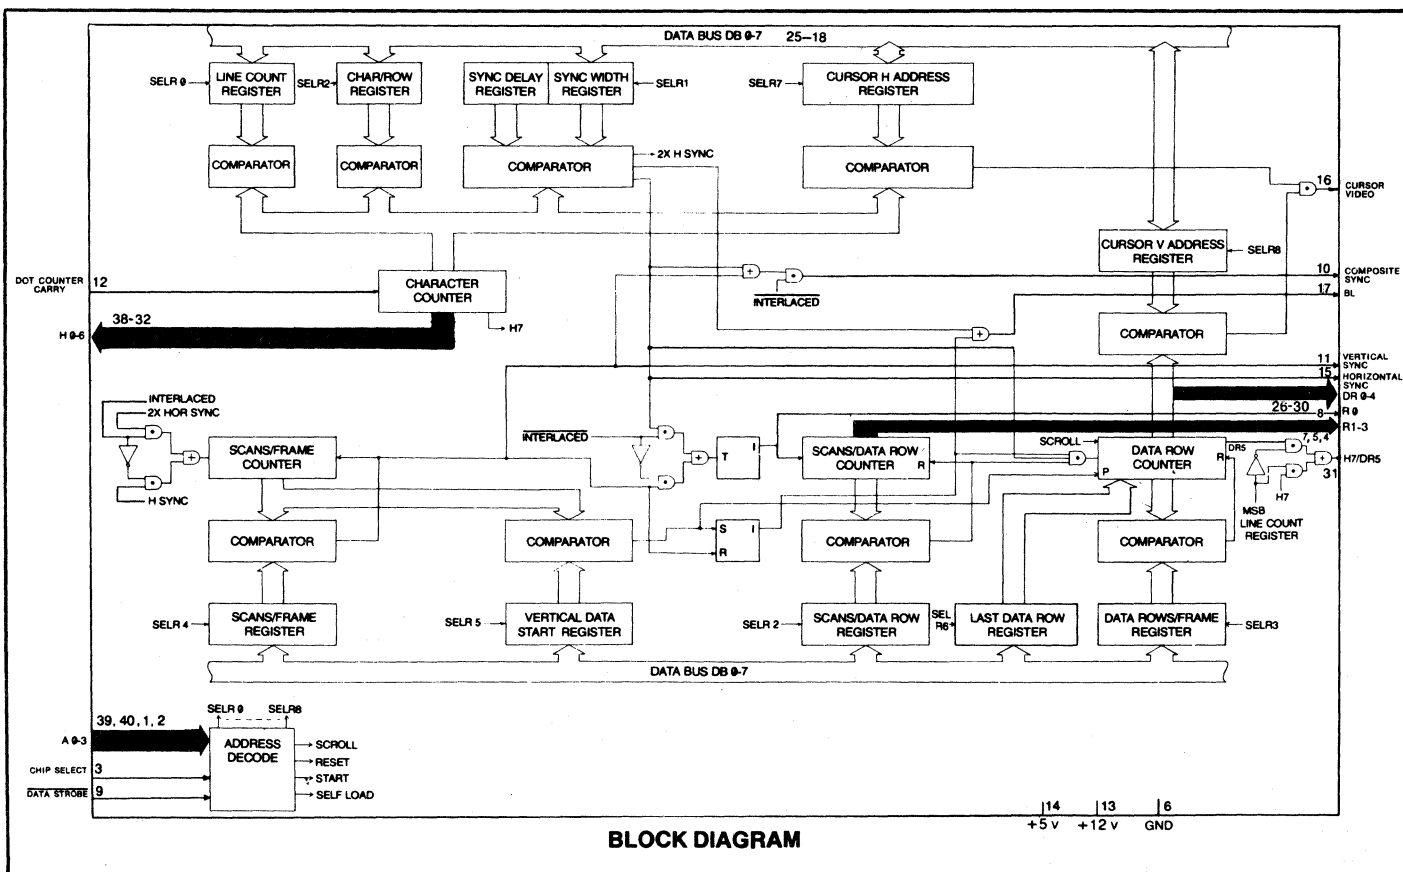 DATA BUS DB 0-7 25–18
SELR 0
LINE COUNT
REGISTER
SELR2
CHAR/ROW
REGISTER
SYNC DELAY
REGISTER
SYNC WIDTH
REGISTER
SELR1
SELR7
CURSOR H ADDRESS
REGISTER
COMPARATOR
COMPARATOR
COMPARATOR
2X H SYNC
COMPARATOR
16
CURSOR
VIDEO
CURSOR V ADDRESS
REGISTER
SELR8
DOT COUNTER
CARRY
12
CHARACTER
COUNTER
INTERLACED
10
COMPOSITE
SYNC
17
BL
H 0-6
38-32
H7
COMPARATOR
11
VERTICAL
SYNC
15
HORIZONTAL
SYNC
DR 0-4
26-30
8
R 0
R1-3
7, 5, 4
INTERLACED
2X HOR SYNC
H SYNC
SCANS/FRAME
COUNTER
INTERLACED
T
I
SCANS/DATA ROW
COUNTER
R
SCROLL
P
DATA ROW
COUNTER
R
DR5
H7/DR5
31
H7
MSB
LINE COUNT
REGISTER
COMPARATOR
COMPARATOR
S
I
R
COMPARATOR
COMPARATOR
SELR 4
SCANS/FRAME
REGISTER
SELR 5
VERTICAL DATA
START REGISTER
SELR 2
SCANS/DATA ROW
REGISTER
SEL
R6
LAST DATA ROW
REGISTER
DATA ROWS/FRAME
REGISTER
SELR3
DATA BUS DB 0-7
SELR 0
SELR8
A 0-3
39, 40, 1, 2
ADDRESS
DECODE
SCROLL
RESET
START
SELF LOAD
CHIP SELECT
3
DATA STROBE
9
14
13
6
+5 V
+12 V
GND
BLOCK DIAGRAM